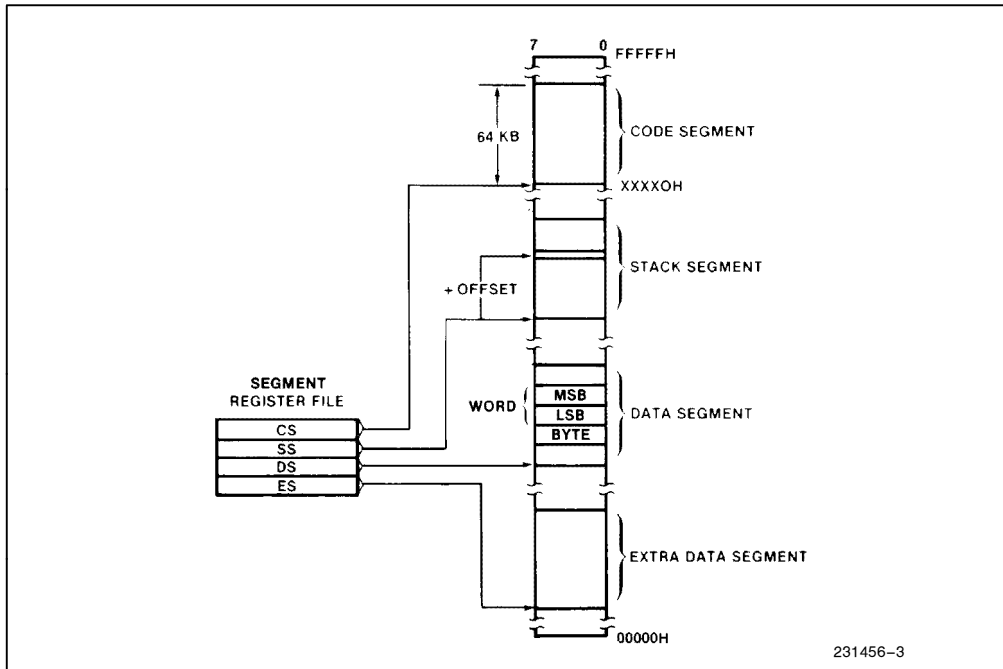 7 0 FFFFFH
64 KB
CODE SEGMENT
XXXXOH
STACK SEGMENT
+ OFFSET
SEGMENT
REGISTER FILE
CS
SS
DS
ES
WORD
MSB
LSB
BYTE
DATA SEGMENT
EXTRA DATA SEGMENT
00000H
231456-3